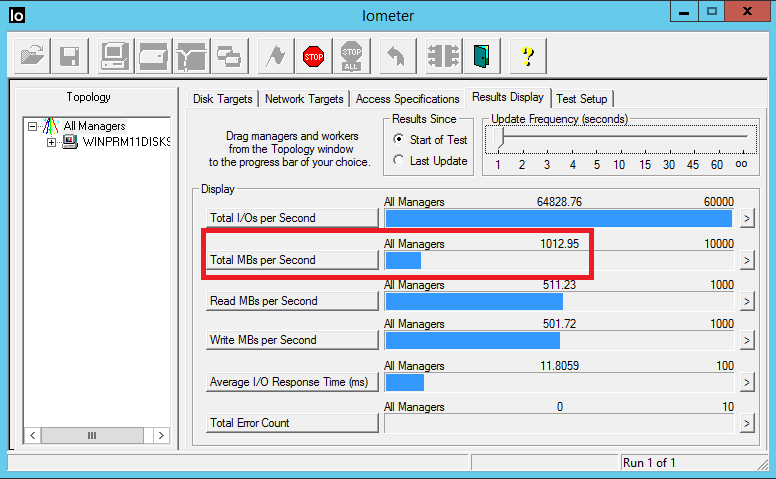 Io
Iometer
STOP
STOP
ALL
?
Topology
All Managers
WINPRM11DISKS
Disk Targets
Network Targets
Access Specifications
Results Display
Test Setup
Drag managers and workers
from the Topology window
to the progress bar of your choice.
Results Since
Start of Test
Last Update
Update Frequency (seconds)
1 2 3 4 5 10 15 30 45 60 oo
Display
All Managers 64828.76 60000
Total I/Os per Second >
All Managers 1012.95 10000
Total MBs per Second >
All Managers 511.23 1000
Read MBs per Second >
All Managers 501.72 1000
Write MBs per Second >
All Managers 11.8059 100
Average I/O Response Time (ms) >
All Managers 0 10
Total Error Count >
Run 1 of 1